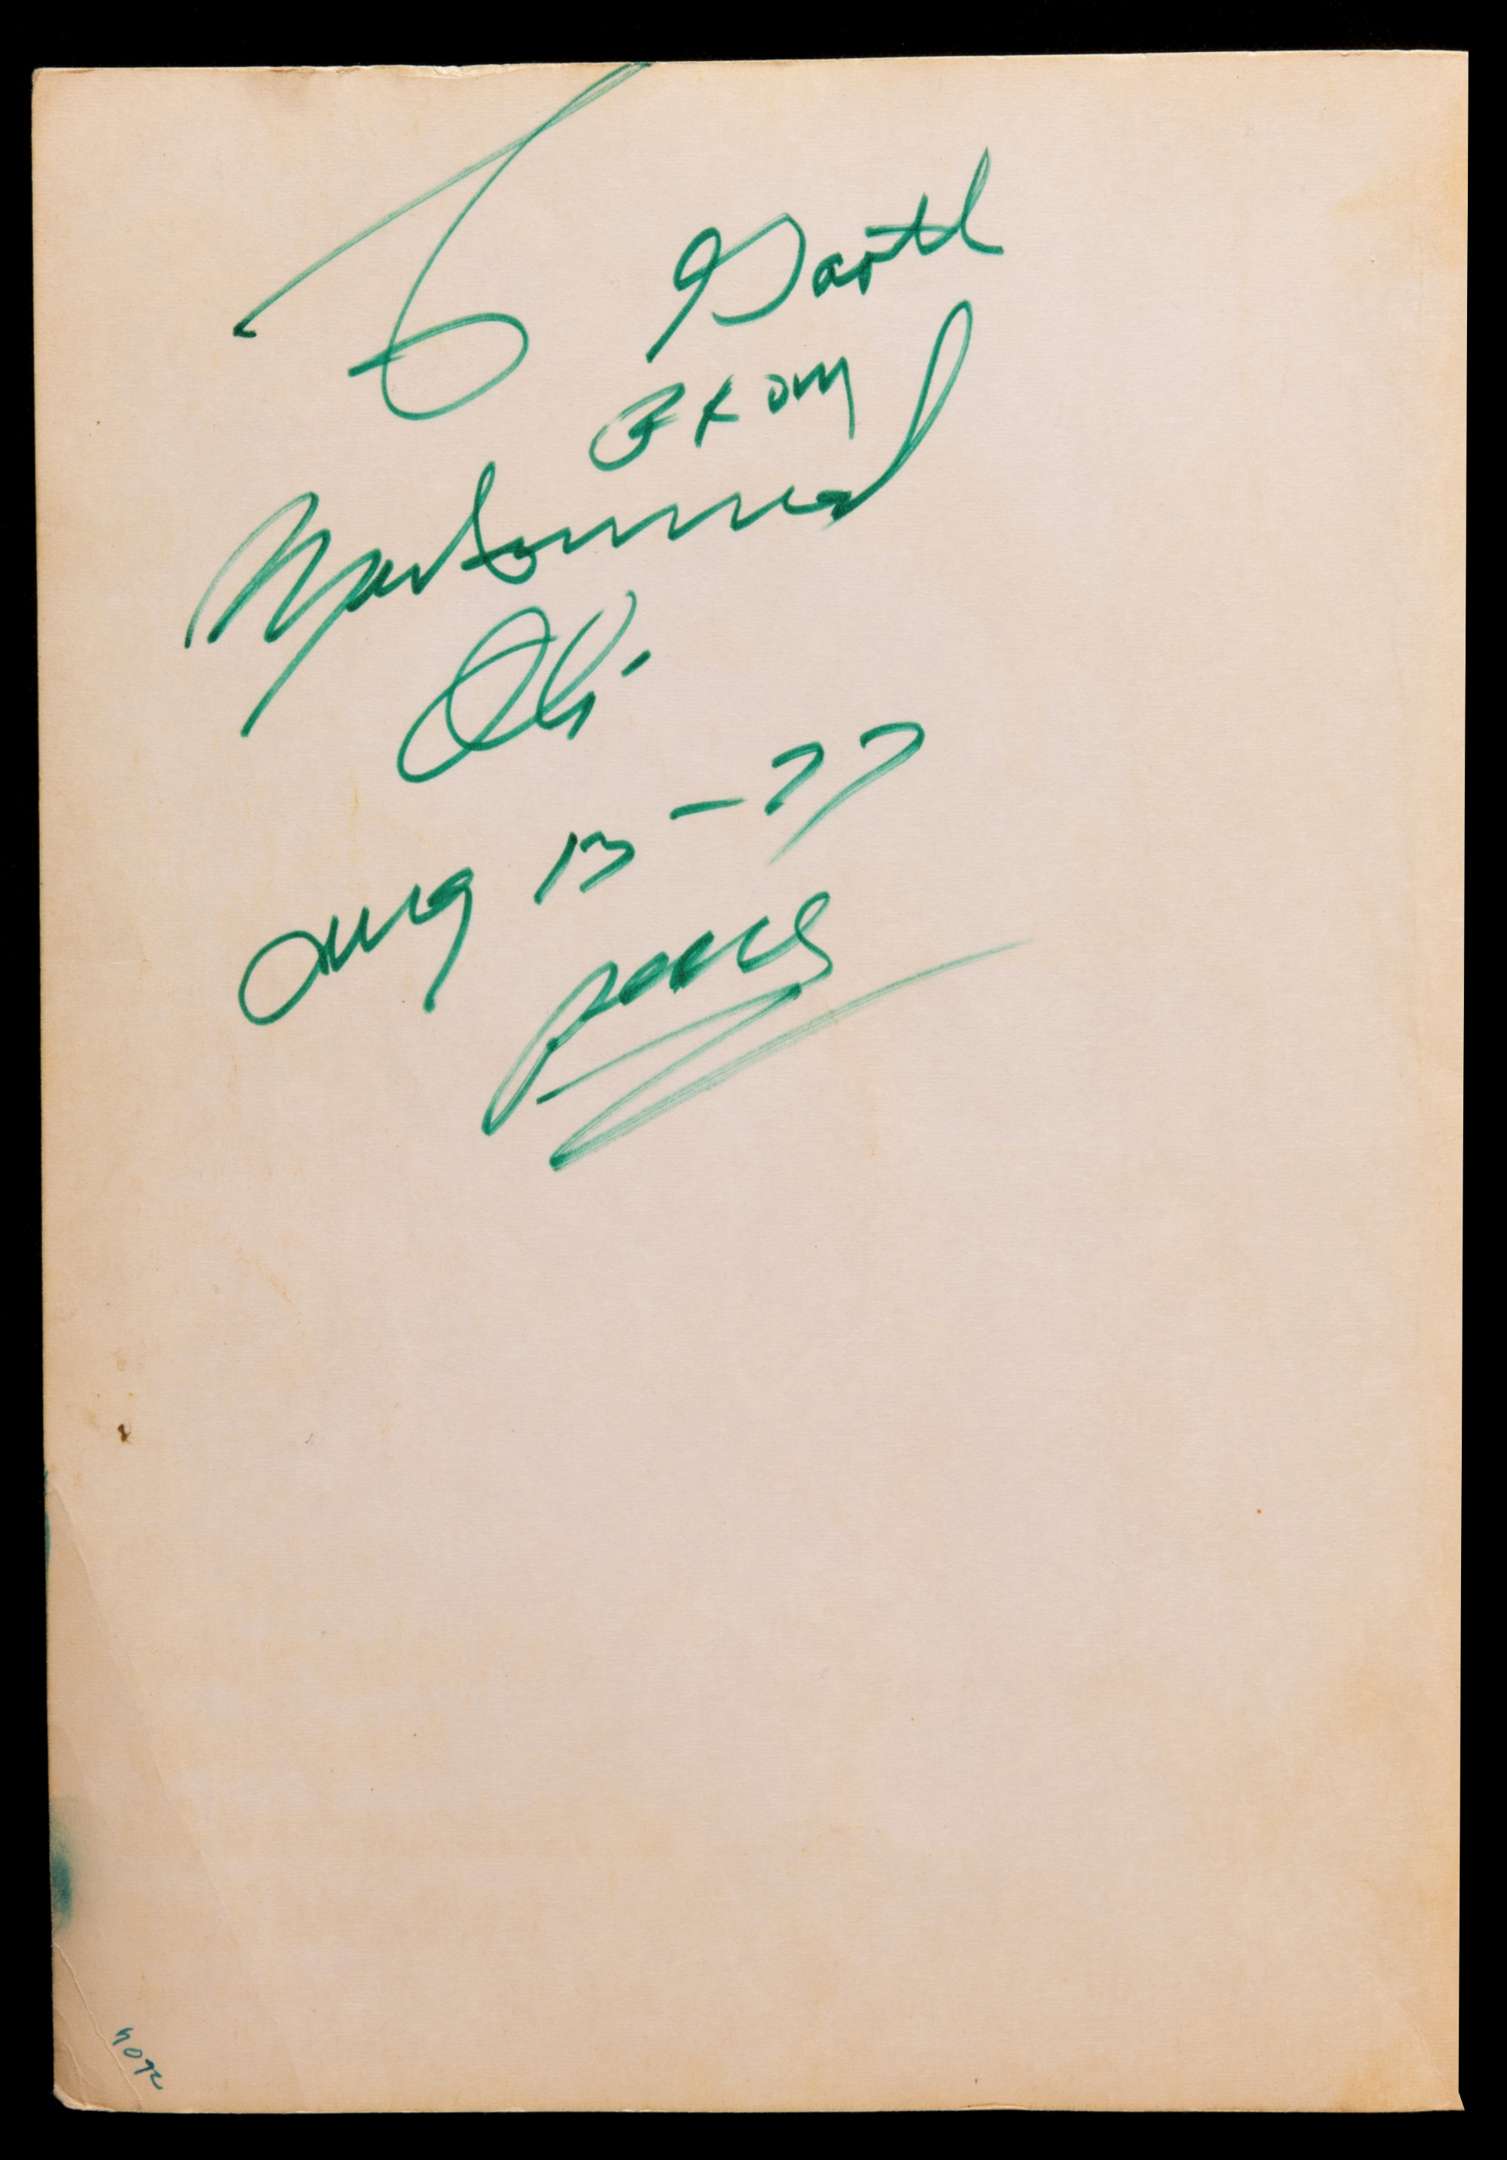 To Garth
From
Muhammad
Ali
Aug 13-77
peace